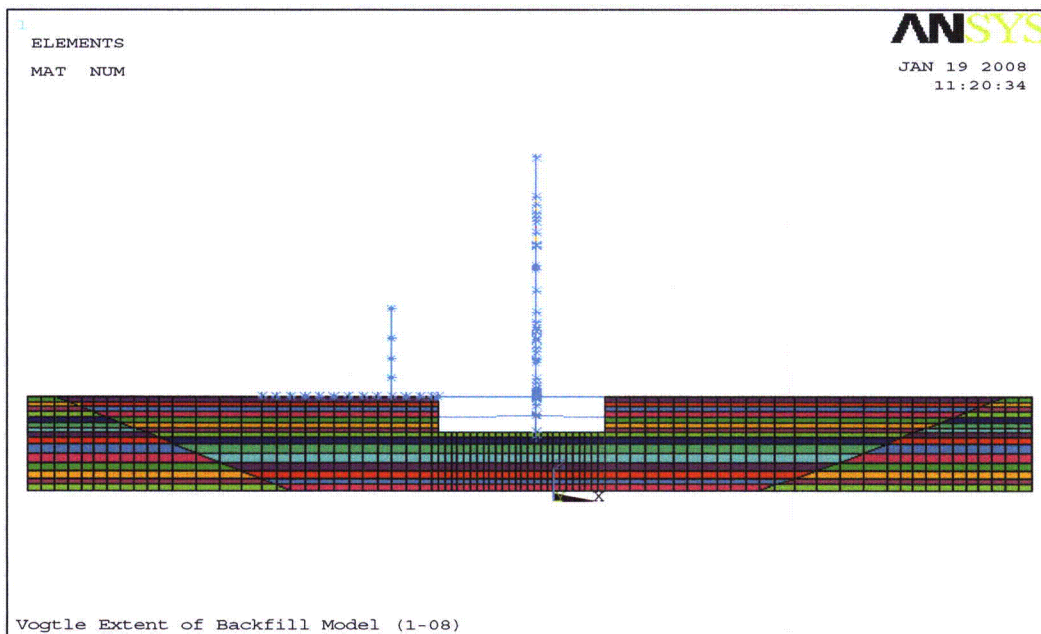 1
ELEMENTS
MAT NUM
ANSYS
JAN 19 2008
11:20:34
X
Vogtle Extent of Backfill Model (1-08)